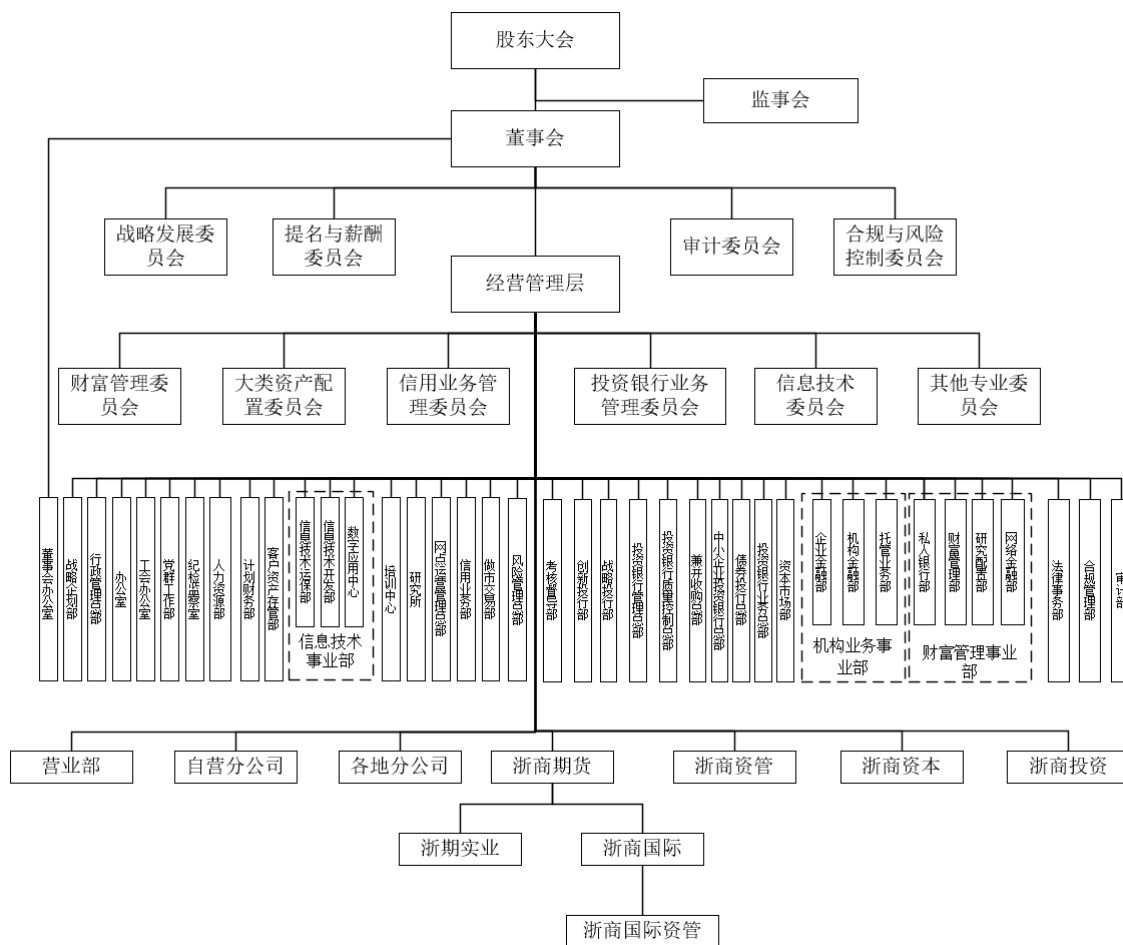 股东大会
监事会
董事会
战略发展委
员会
提名与薪酬
委员会
审计委员会
合规与风险
控制委员会
经营管理层
财富管理委
员会
大类资产配
置委员会
信用业务管
理委员会
投资银行业务
管理委员会
信息技术
委员会
其他专业委
员会
董事会办公室
战略企划部
行政管理总部
办公室
工会办公室
党群工作部
纪检监察室
人力资源部
计划财务部
客户资产存管部
信息技术运保部
信息技术开发部
数字应用中心
信息技术
事业部
培训中心
研究所
网点运营管理总部
信用业务部
做市交易部
风险管理总部
考核督导部
创新投行部
战略投行部
投资银行管理总部
投资银行质量控制总部
兼并收购总部
中小企业投资银行总部
债券投行总部
投资银行业务总部
资本市场部
企业金融部
机构金融部
托管业务部
机构业务事
业部
私人银行部
财富管理部
研究配置部
网络金融部
财富管理事业
部
法律事务部
合规管理部
审计部
营业部
自营分公司
各地分公司
浙商期货
浙商资管
浙商资本
浙商投资
浙期实业
浙商国际
浙商国际资管